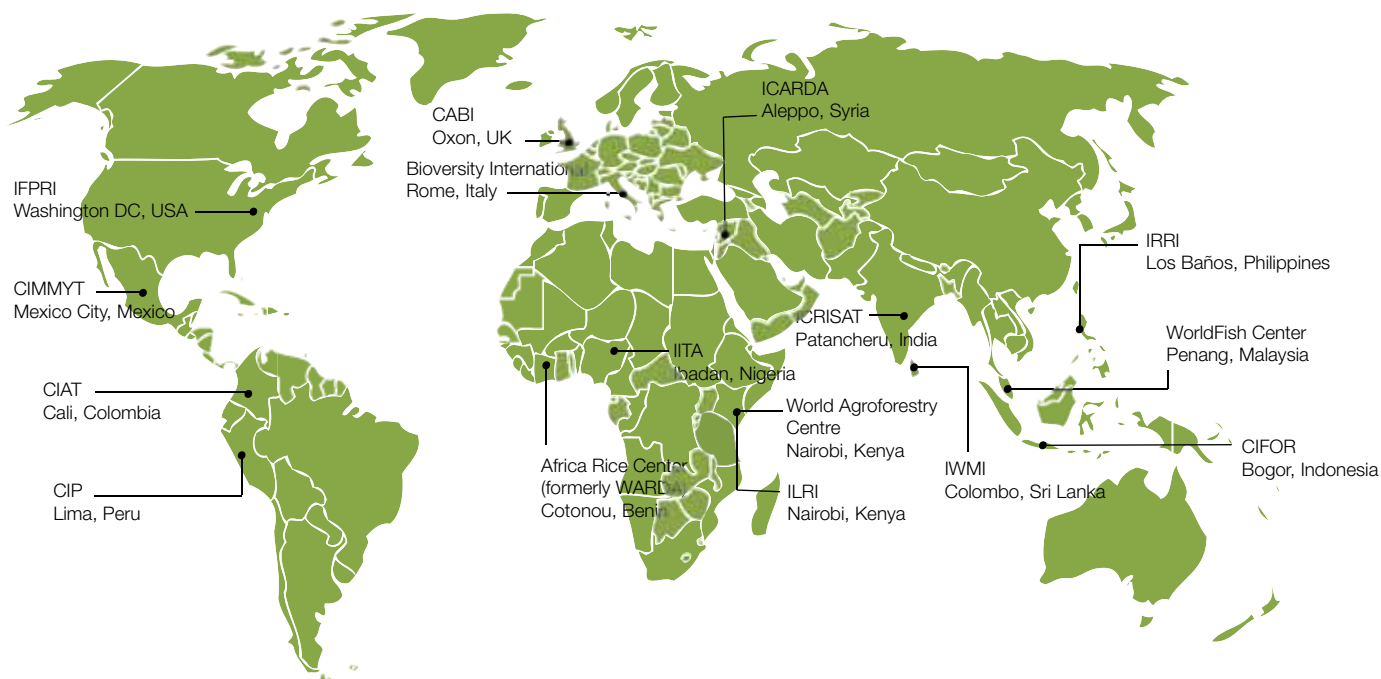 ICARDA
Aleppo, Syria
CABI
Oxon, UK
Bioversity International
Rome, Italy
IFPRI
Washington DC, USA
IRRI
Los Baños, Philippines
CIMMYT
Mexico City, Mexico
ICRISAT
Patancheru, India
WorldFish Center
Penang, Malaysia
IITA
Ibadan, Nigeria
CIAT
Cali, Colombia
World Agroforestry
Centre
Nairobi, Kenya
CIFOR
Bogor, Indonesia
Africa Rice Center
(formerly WARDA)
Cotonou, Benin
IWMI
Colombo, Sri Lanka
CIP
Lima, Peru
ILRI
Nairobi, Kenya